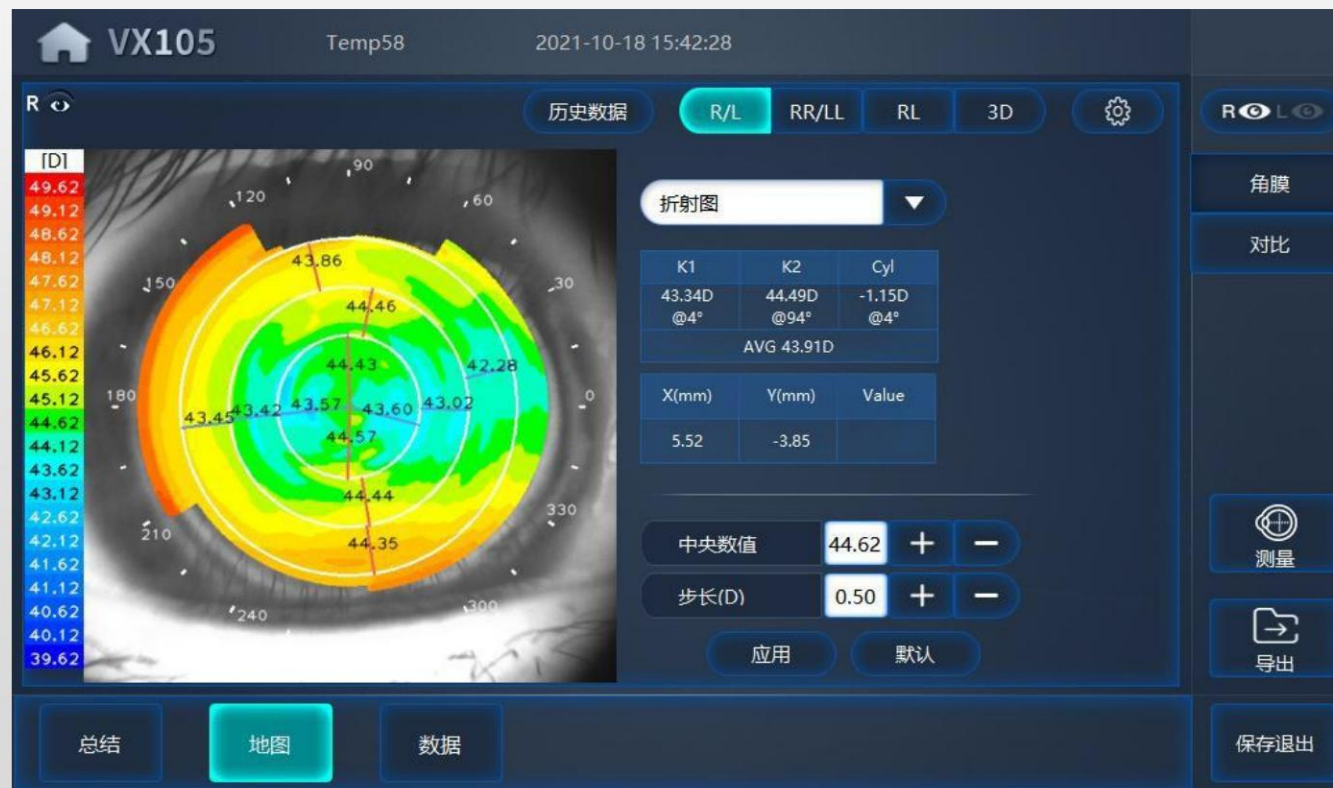 VX105 Temp58 2021-10-18 15:42:28
R 历史数据 R/L RR/LL RL 3D R L
[D]
49.62
49.12
48.62
48.12
47.62
47.12
46.62
46.12
45.62
45.12
44.62
44.12
43.62
43.12
42.62
42.12
41.62
41.12
40.62
40.12
39.62
90
120 60
150 30
180 0
210 330
240 300
43.86
44.46
44.43 42.28
43.45 43.42 43.57 43.60 43.02
44.57
44.44
44.35
折射图
K1 K2 Cyl
43.34D 44.49D -1.15D
@4° @94° @4°
AVG 43.91D
X(mm) Y(mm) Value
5.52 -3.85
中央数值 44.62 + −
步长(D) 0.50 + −
应用 默认
角膜
对比
测量
导出
总结 地图 数据 保存退出